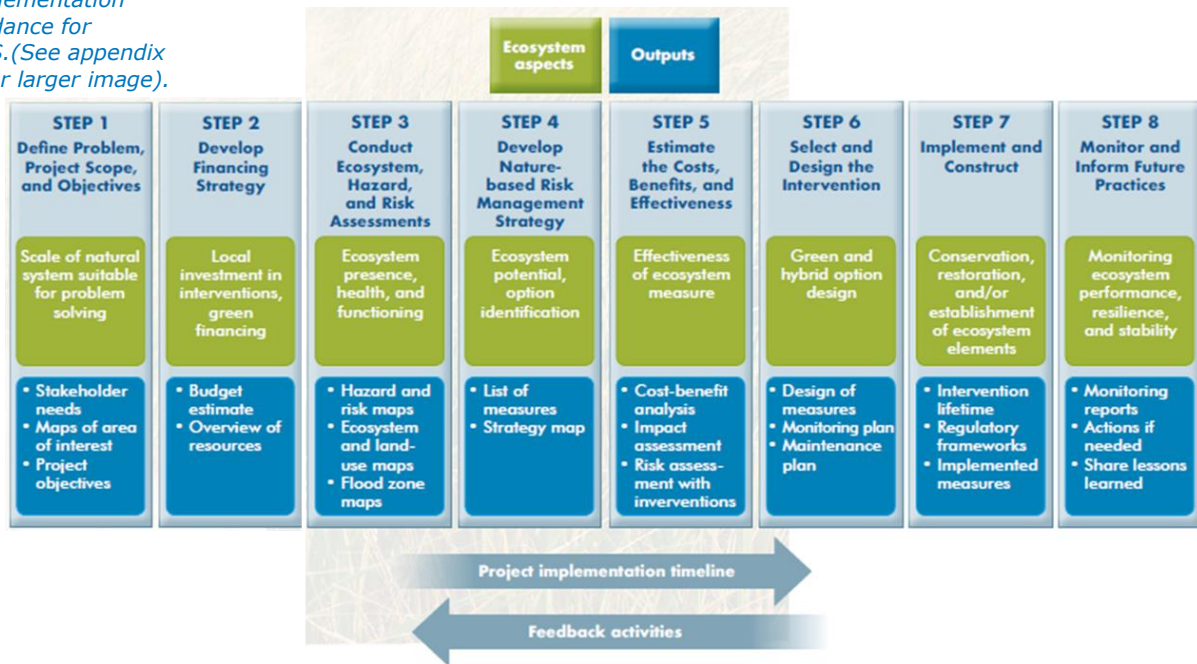 dance for
(See appendix
larger image).
Ecosystem
aspects
Outputs
STEP 1
Define Problem,
Project Scope,
and Objectives
Scale of natural
system suitable
for problem
solving
• Stakeholder
needs
• Maps of area
of interest
• Project
objectives
STEP 2
Develop
Financing
Strategy
Local
investment in
interventions,
green
financing
• Budget
estimate
• Overview of
resources
STEP 3
Conduct
Ecosystem,
Hazard,
and Risk
Assessments
Ecosystem
presence,
health, and
functioning
• Hazard and
risk maps
• Ecosystem
and land-
use maps
• Flood zone
maps
STEP 4
Develop
Nature-
based Risk
Management
Strategy
Ecosystem
potential,
option
identification
• List of
measures
• Strategy map
STEP 5
Estimate
the Costs,
Benefits, and
Effectiveness
Effectiveness
of ecosystem
measure
• Cost-benefit
analysis
• Impact
assessment
• Risk assess-
ment with
inverventions
STEP 6
Select and
Design the
Intervention
Green and
hybrid option
design
• Design of
measures
• Monitoring plan
• Maintenance
plan
STEP 7
Implement and
Construct
Conservation,
restoration,
and/or
establishment
of ecosystem
elements
• Intervention
lifetime
• Regulatory
frameworks
• Implemented
measures
STEP 8
Monitor and
Inform Future
Practices
Monitoring
ecosystem
performance,
resilience,
and stability
• Monitoring
reports
• Actions if
needed
• Share lessons
learned
Project implementation timeline
Feedback activities